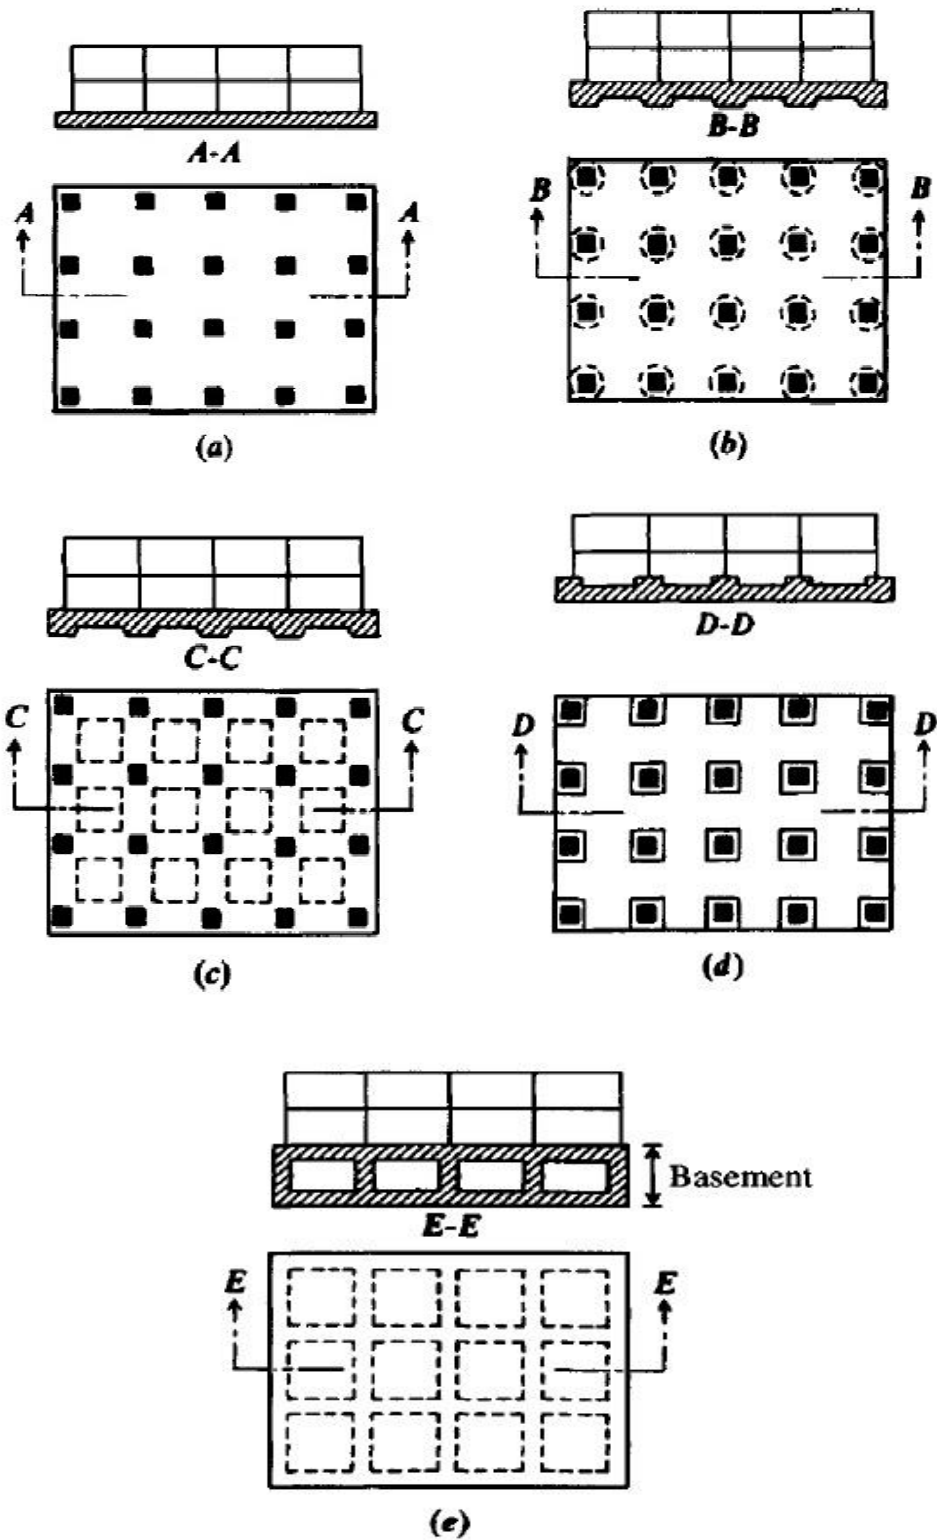 A-A
A A
(a)
B-B
B B
(b)
C-C
C C
(c)
D-D
D D
(d)
Basement
E-E
E E
(e)